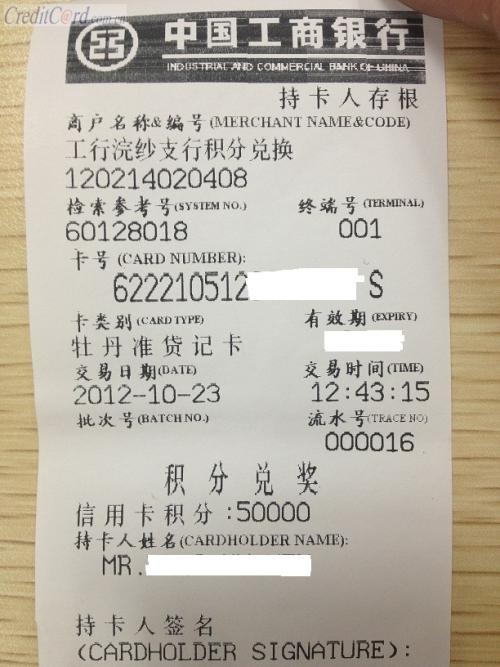 CreditCard.com.cn
中国工商银行
INDUSTRIAL AND COMMERCIAL BANK OF CHINA
持卡人存根
商户名称&编号(MERCHANT NAME&CODE)
工行浣纱支行积分兑换
120214020408
检索参考号(SYSTEM NO.) 终端号(TERMINAL)
60128018 001
卡号(CARD NUMBER):
622210512 S
卡类别(CARD TYPE) 有效期(EXPIRY)
牡丹准贷记卡
交易日期(DATE) 交易时间(TIME)
2012-10-23 12:43:15
批次号(BATCH NO.) 流水号(TRACE NO)
000016
积分兑奖
信用卡积分:50000
持卡人姓名(CARDHOLDER NAME):
MR.
持卡人签名
(CARDHOLDER SIGNATURE):